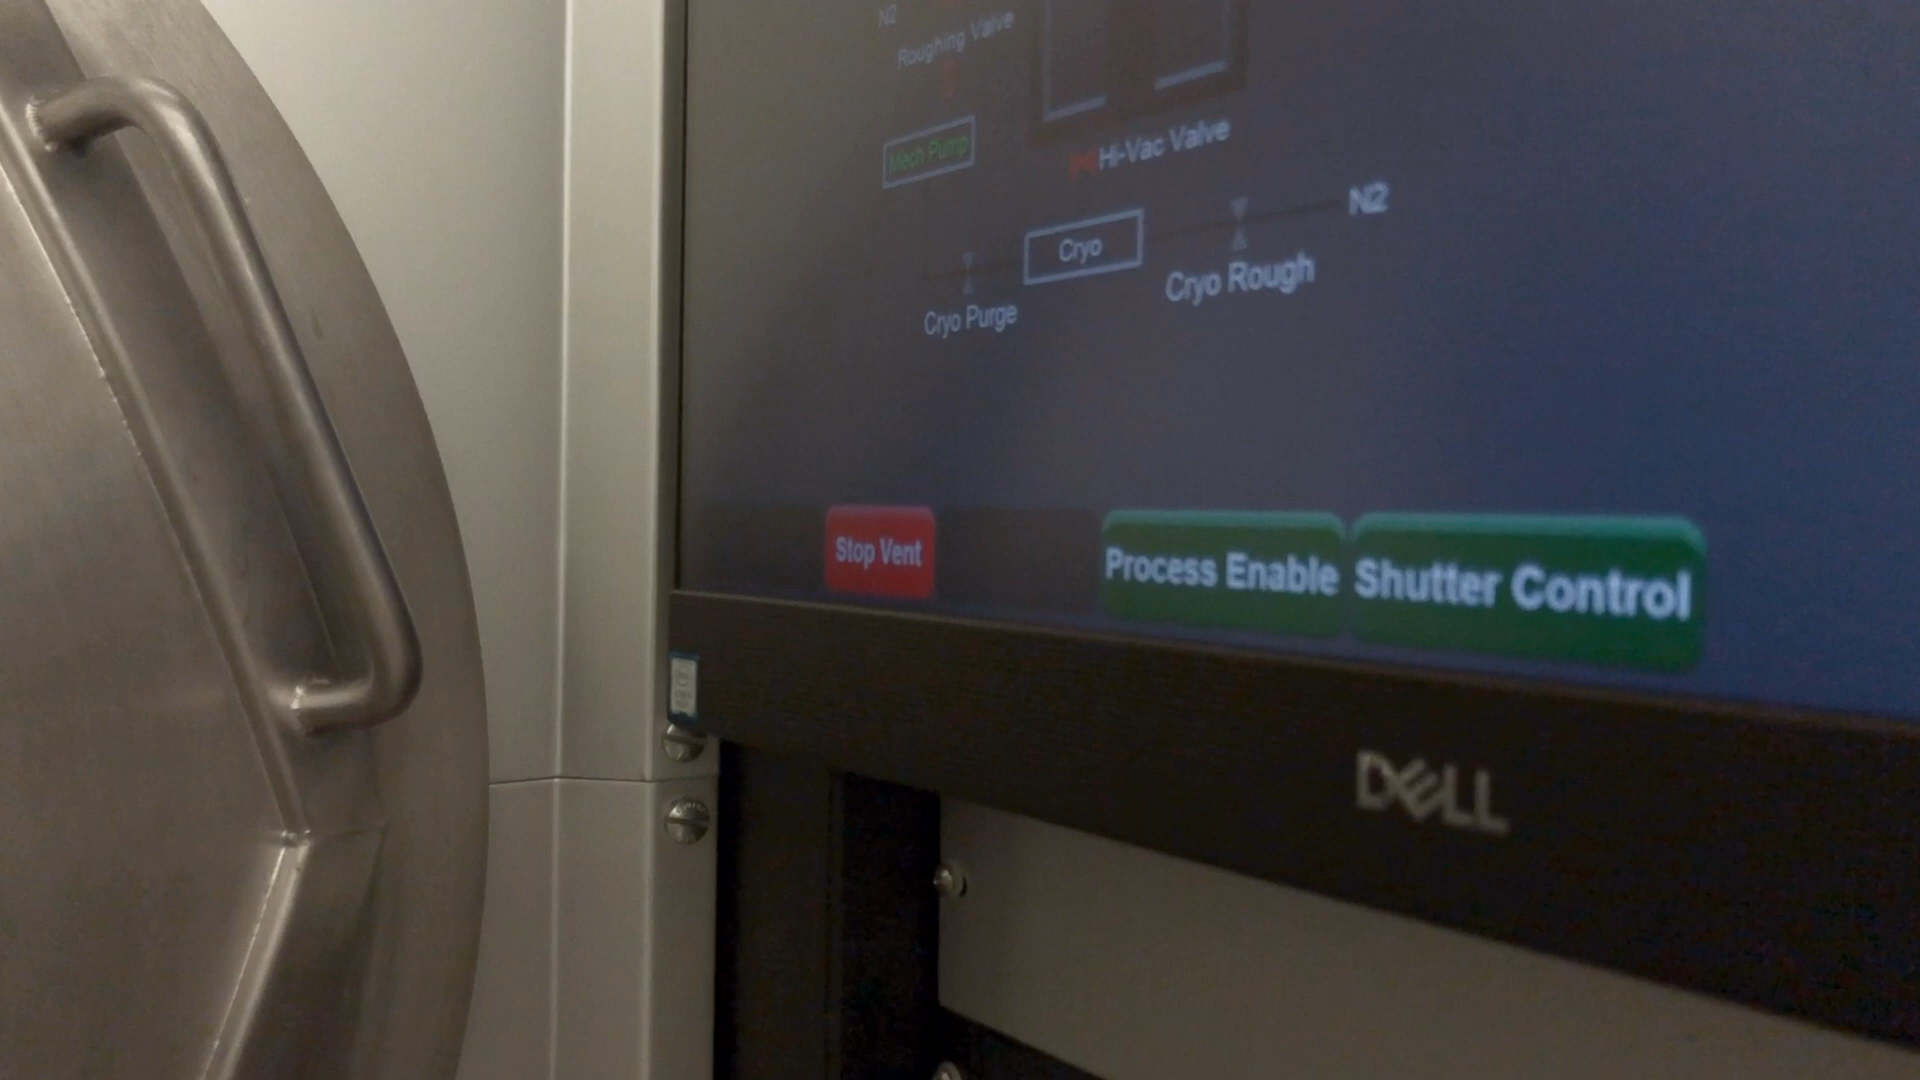 N2
Roughing Valve
Mech Pump
Hi-Vac Valve
N2
Cryo
Cryo Rough
Cryo Purge
Stop Vent
Process Enable
Shutter Control
DELL